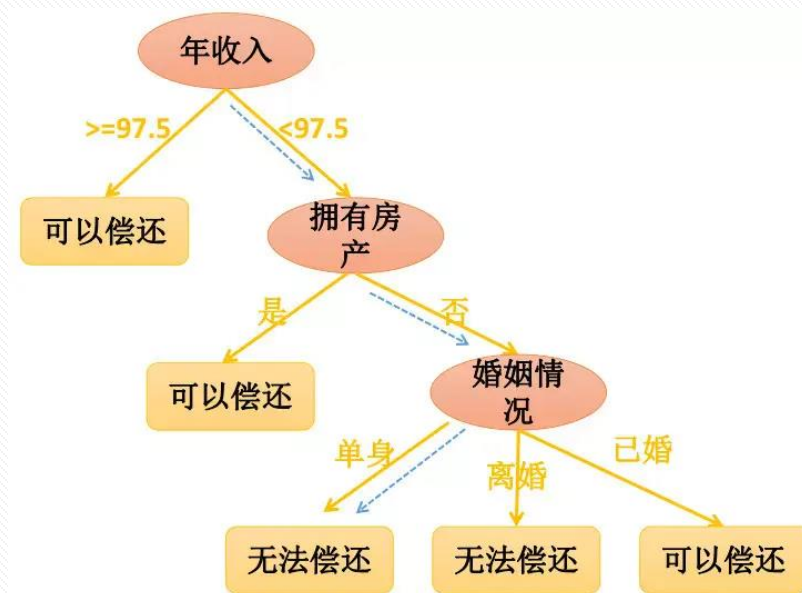 年收入
>=97.5
<97.5
可以偿还
拥有房
产
是
否
可以偿还
婚姻情
况
单身
离婚
已婚
无法偿还
无法偿还
可以偿还